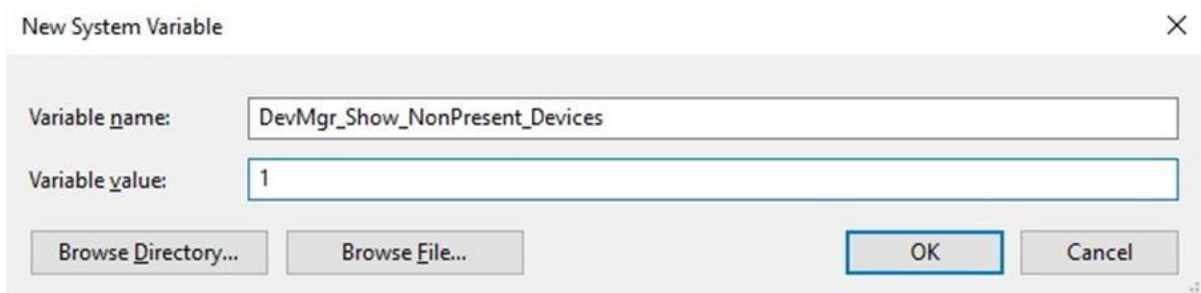 New System Variable
Variable name: DevMgr_Show_NonPresent_Devices
Variable value: 1
Browse Directory... Browse File... OK Cancel